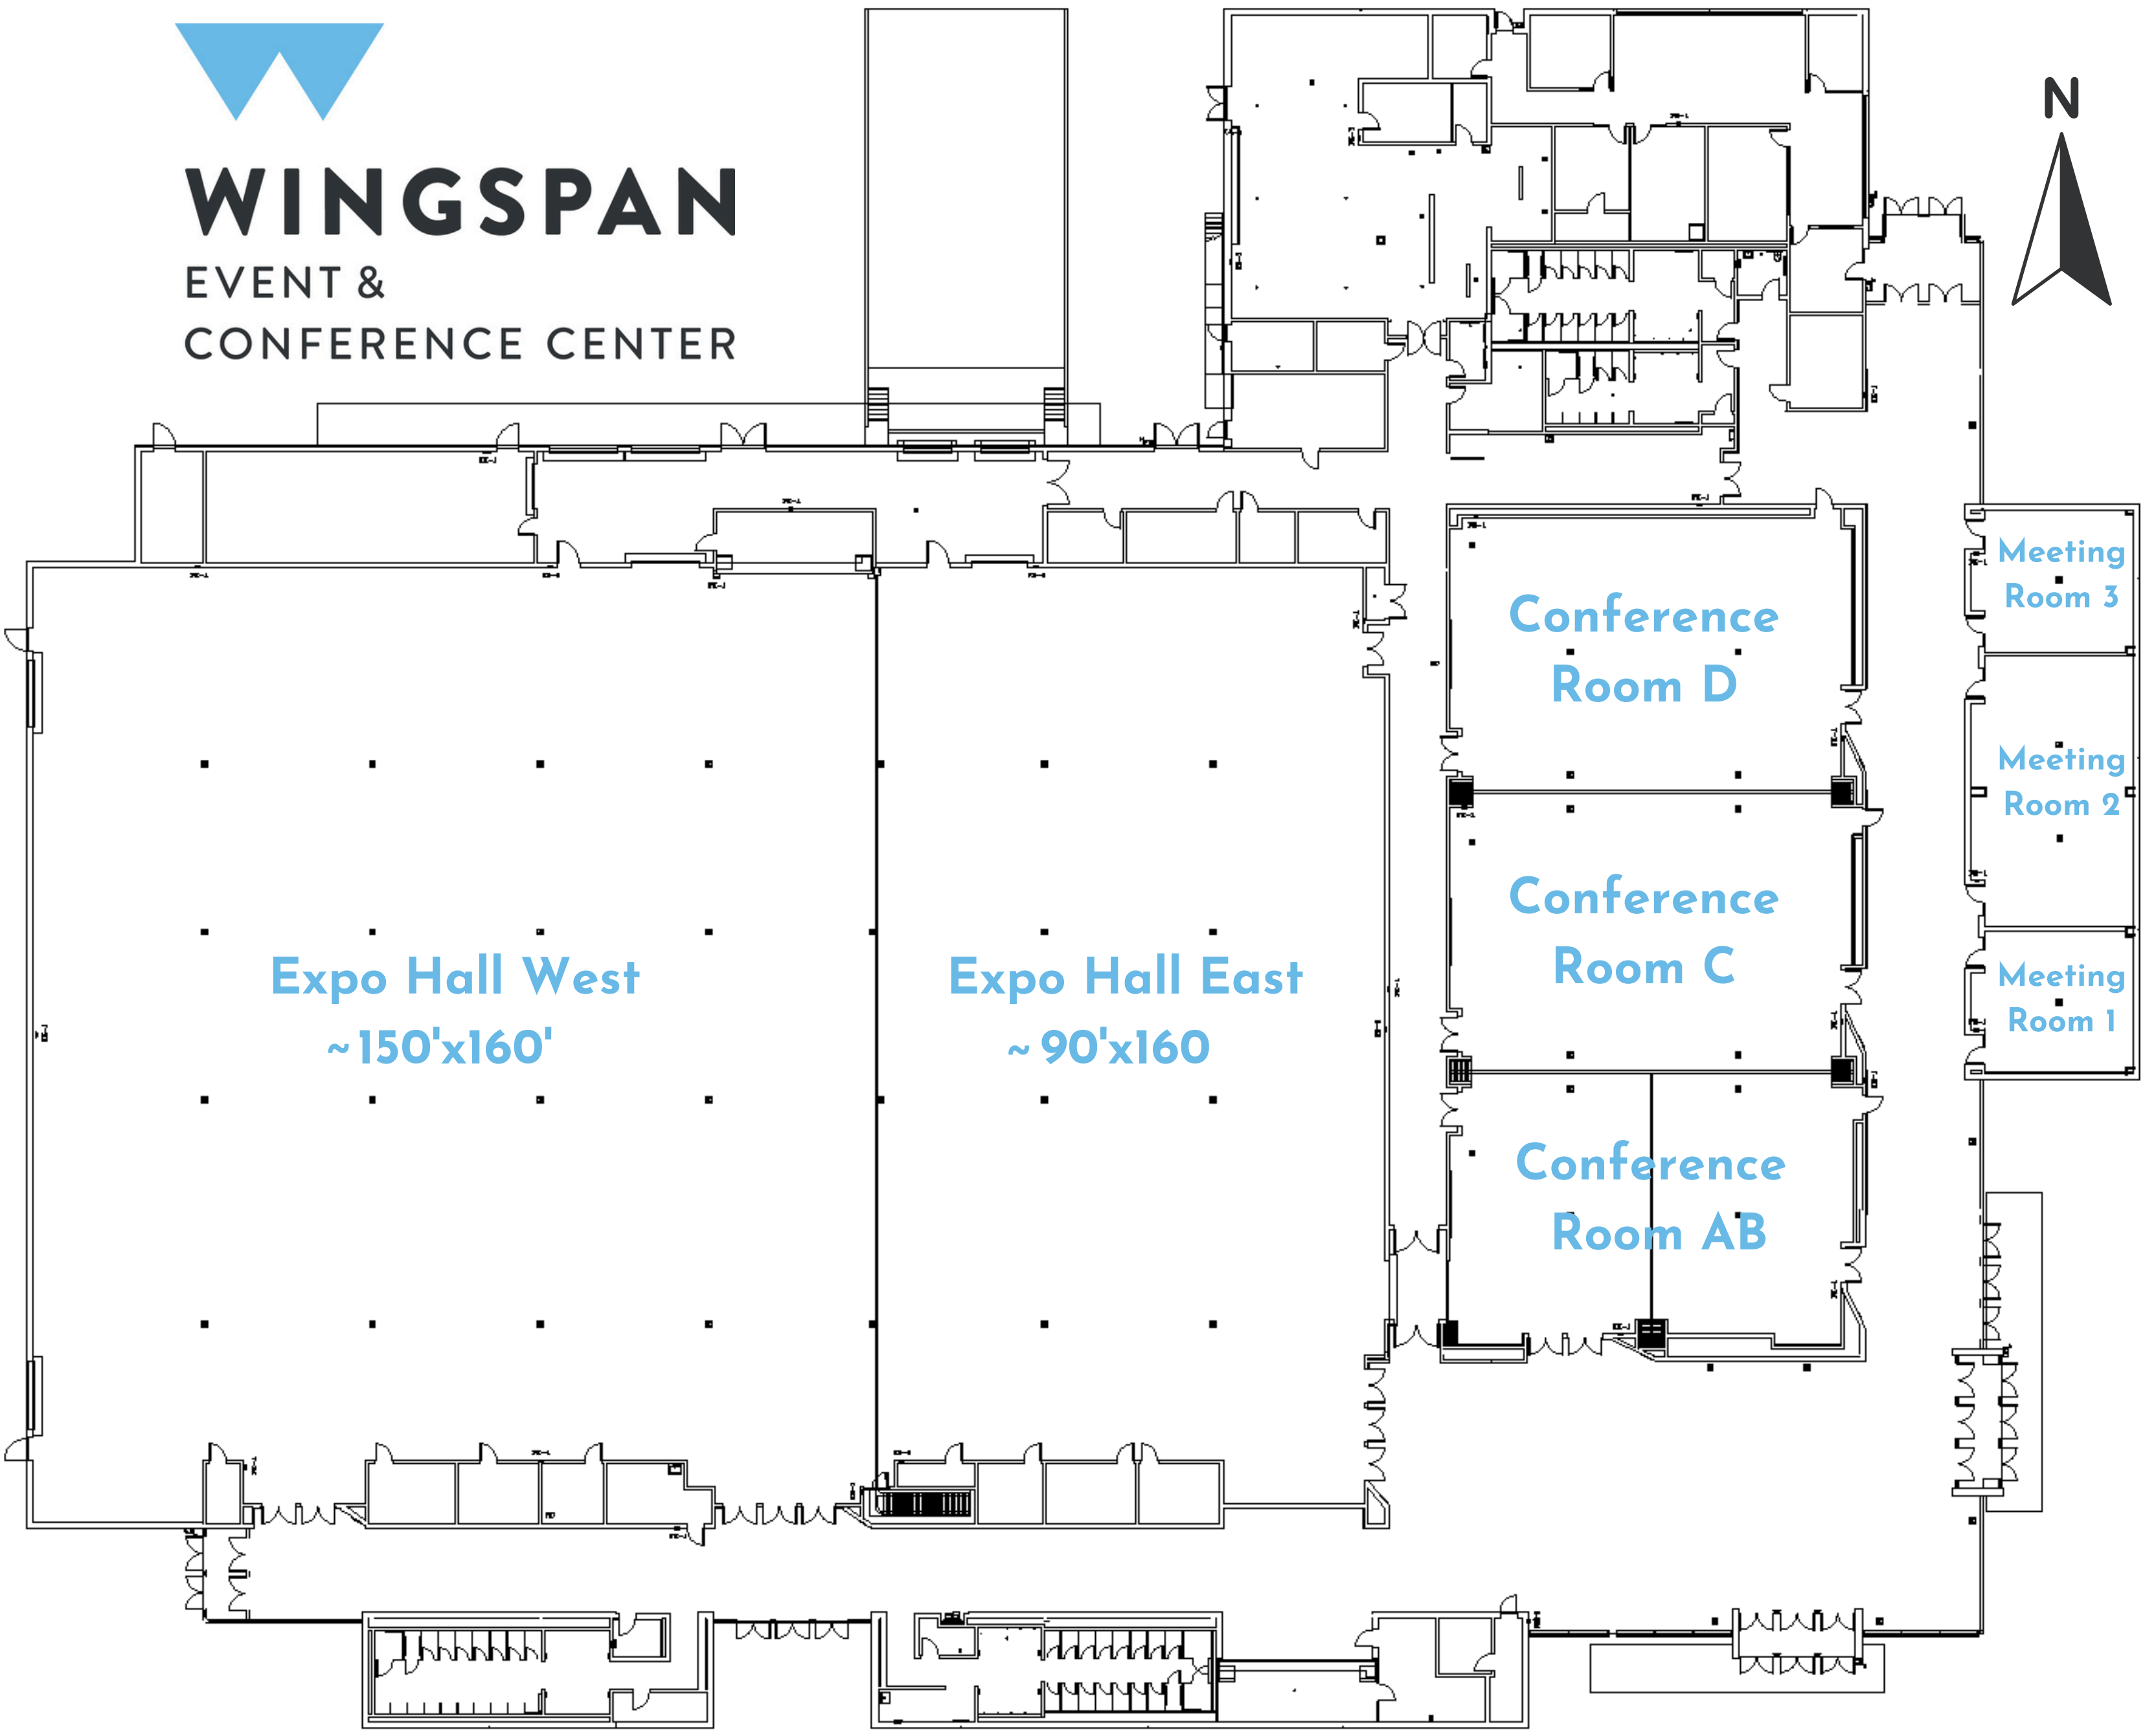 WINGSPAN
EVENT &
CONFERENCE CENTER
N
Meeting
Room 3
Conference
Room D
Meeting
Room 2
Conference
Room C
Expo Hall West
~150'x160'
Expo Hall East
~ 90'x160
Meeting
Room 1
Conference
Room AB